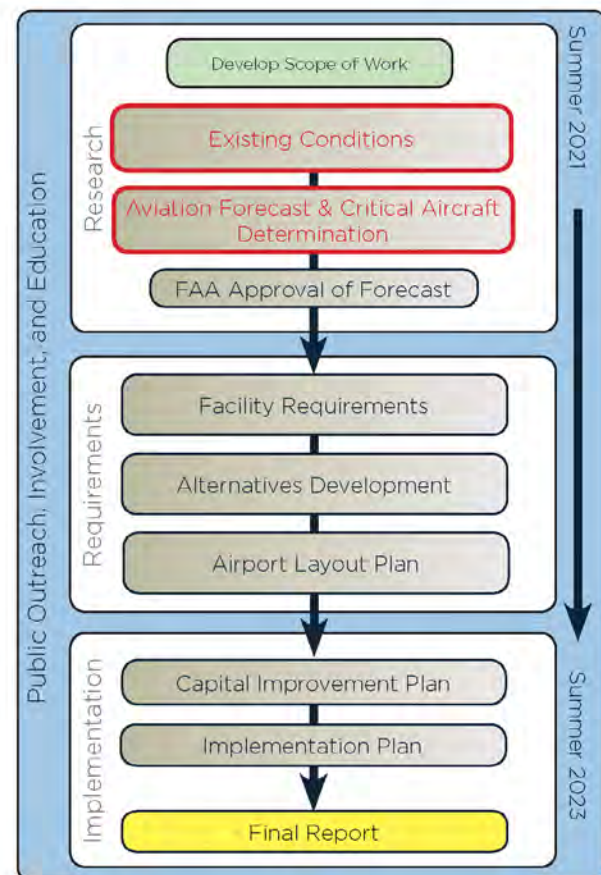 Public Outreach, Involvement, and Education
Summer 2021
Summer 2023
Research
Develop Scope of Work
Existing Conditions
Aviation Forecast & Critical Aircraft
Determination
FAA Approval of Forecast
Requirements
Facility Requirements
Alternatives Development
Airport Layout Plan
Implementation
Capital Improvement Plan
Implementation Plan
Final Report